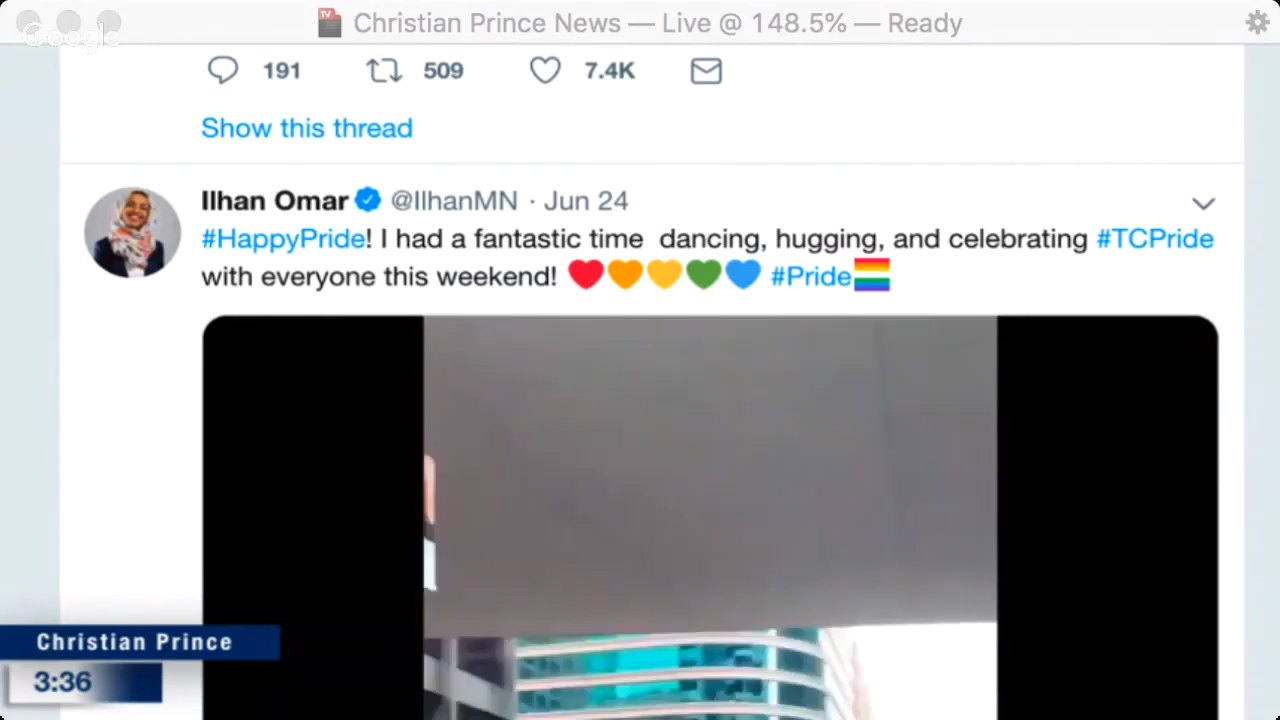 Christian Prince News — Live @ 148.5% — Ready
Google
191 509 7.4K
Show this thread
Ilhan Omar @IlhanMN · Jun 24
#HappyPride! I had a fantastic time dancing, hugging, and celebrating #TCPride
with everyone this weekend! ❤️🧡💛💚💙 #Pride
Christian Prince
3:36